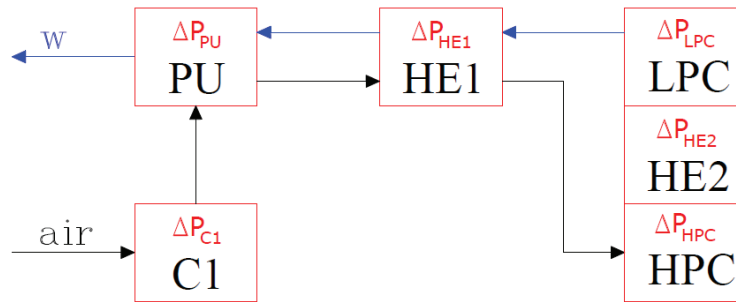 ΔP_PU
PU
ΔP_HE1
HE1
ΔP_LPC
LPC
w
ΔP_HE2
HE2
air
ΔP_C1
C1
ΔP_HPC
HPC